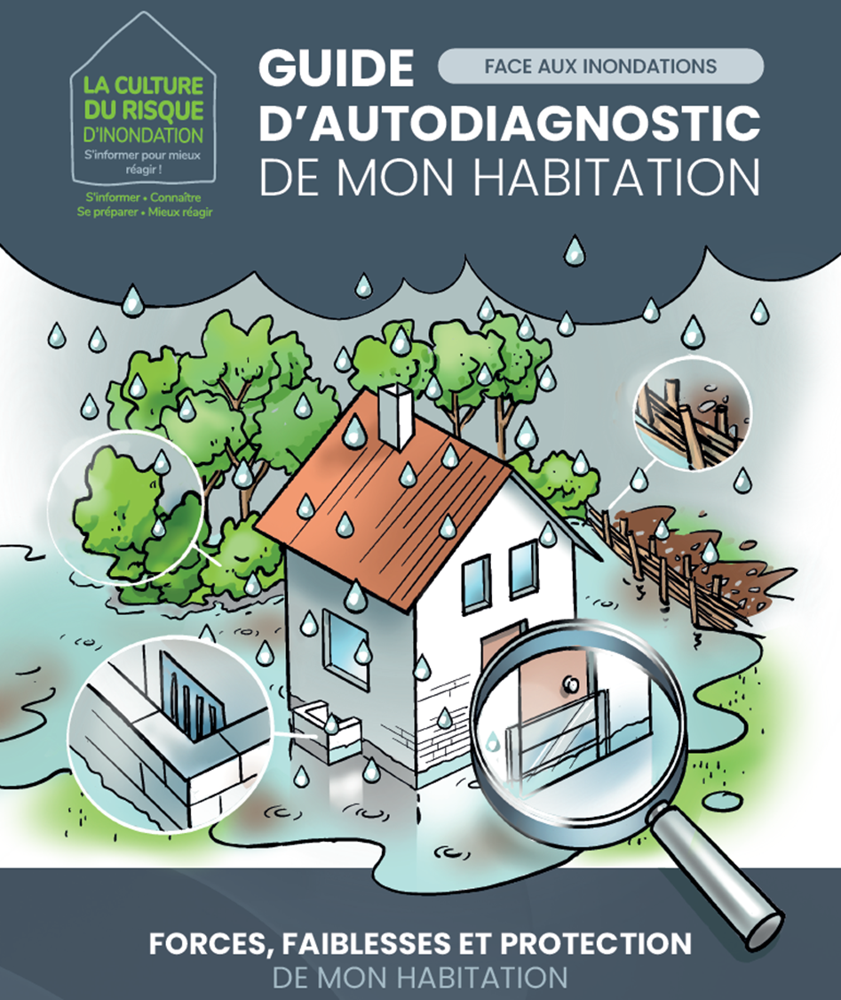 LA CULTURE
DU RISQUE
D'INONDATION
S'informer pour mieux
réagir !
S'informer • Connaître
Se préparer • Mieux réagir
GUIDE FACE AUX INONDATIONS
D'AUTODIAGNOSTIC
DE MON HABITATION
FORCES, FAIBLESSES ET PROTECTION
DE MON HABITATION